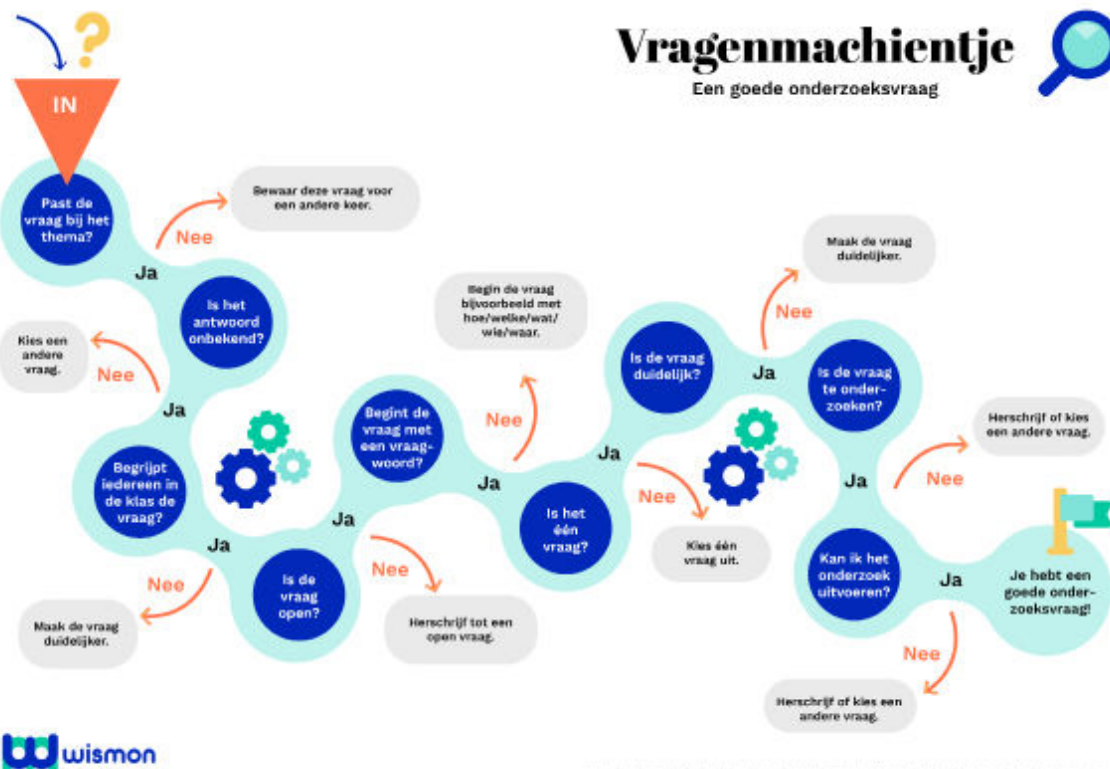 ?
Vragenmachientje
Een goede onderzoeksvraag
IN
Past de
vraag bij het
thema?
Nee
Bewaar deze vraag voor
een andere keer.
Ja
Is het
antwoord
onbekend?
Nee
Kies een
andere
vraag.
Ja
Begrijpt
iedereen in
de klas de
vraag?
Nee
Maak de vraag
duidelijker.
Ja
Is de
vraag
open?
Nee
Herschrijf tot een
open vraag.
Ja
Begint de
vraag met
een vraag-
woord?
Nee
Begin de vraag
bijvoorbeeld met
hoe/welke/wat/
wie/waar.
Ja
Is het
één
vraag?
Nee
Kies één
vraag uit.
Ja
Is de vraag
duidelijk?
Nee
Maak de vraag
duidelijker.
Ja
Is de vraag
te onder-
zoeken?
Nee
Herschrijf of kies
een andere vraag.
Ja
Kan ik het
onderzoek
uitvoeren?
Nee
Herschrijf of kies een
andere vraag.
Ja
Je hebt een
goede onder-
zoeksvraag!
wismon